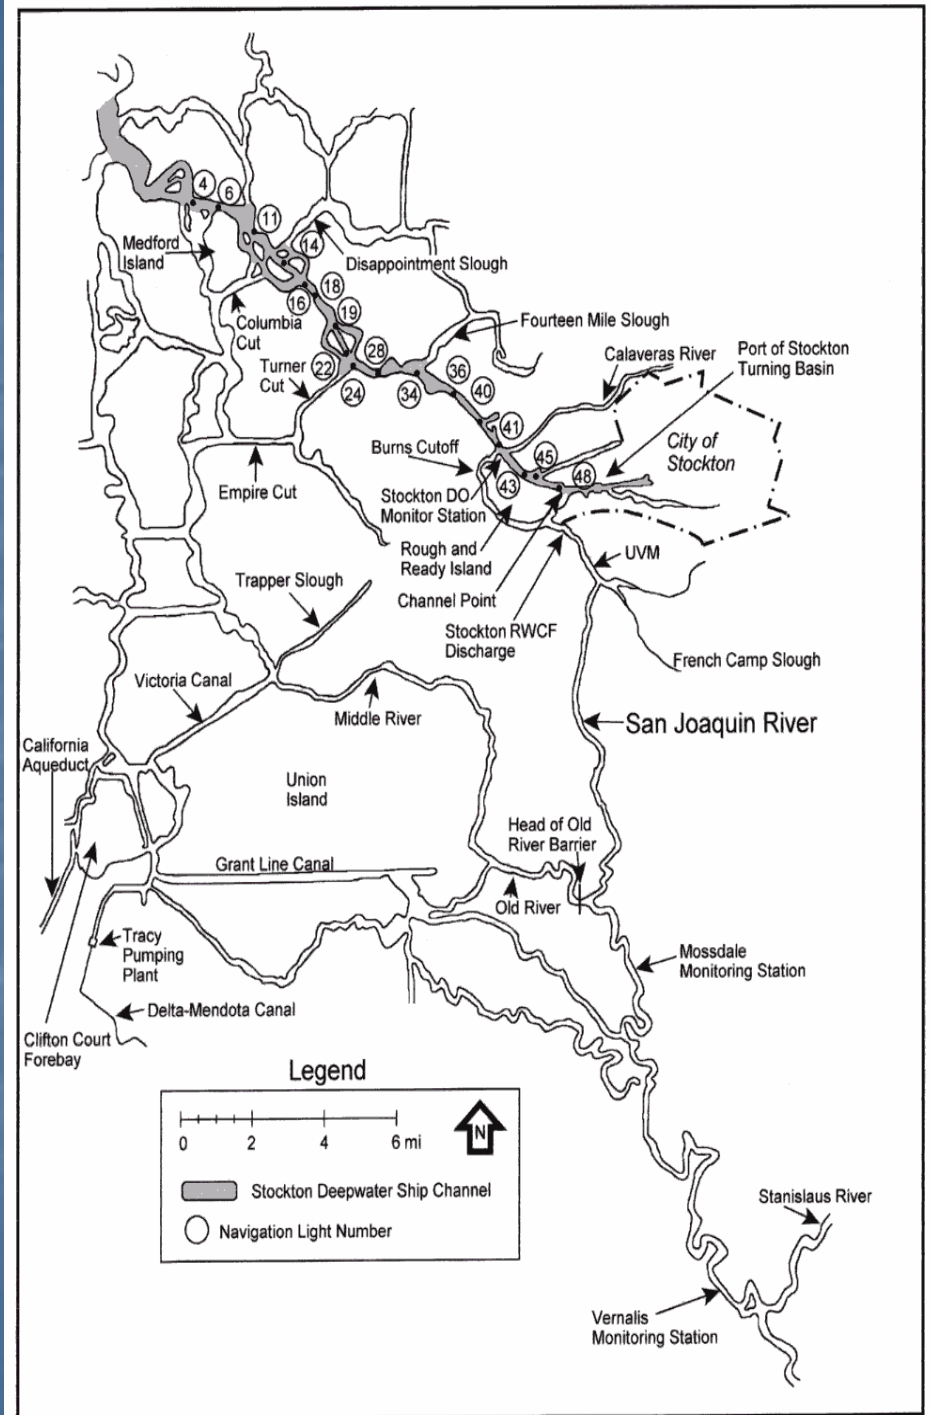 4
6
11
Medford
Island
14
Disappointment Slough
18
16
19
Columbia
Cut
Fourteen Mile Slough
28
Turner
Cut
22
24
34
36
40
Calaveras River
Port of Stockton
Turning Basin
41
City of
Stockton
Burns Cutoff
45
48
43
Empire Cut
Stockton DO
Monitor Station
Rough and
Ready Island
UVM
Trapper Slough
Channel Point
Stockton RWCF
Discharge
French Camp Slough
Victoria Canal
Middle River
San Joaquin River
California
Aqueduct
Union
Island
Head of Old
River Barrier
Grant Line Canal
Old River
Tracy
Pumping
Plant
Mossdale
Monitoring Station
Delta-Mendota Canal
Clifton Court
Forebay
Legend
0 2 4 6 mi
N
Stockton Deepwater Ship Channel
Navigation Light Number
Stanislaus River
Vernalis
Monitoring Station